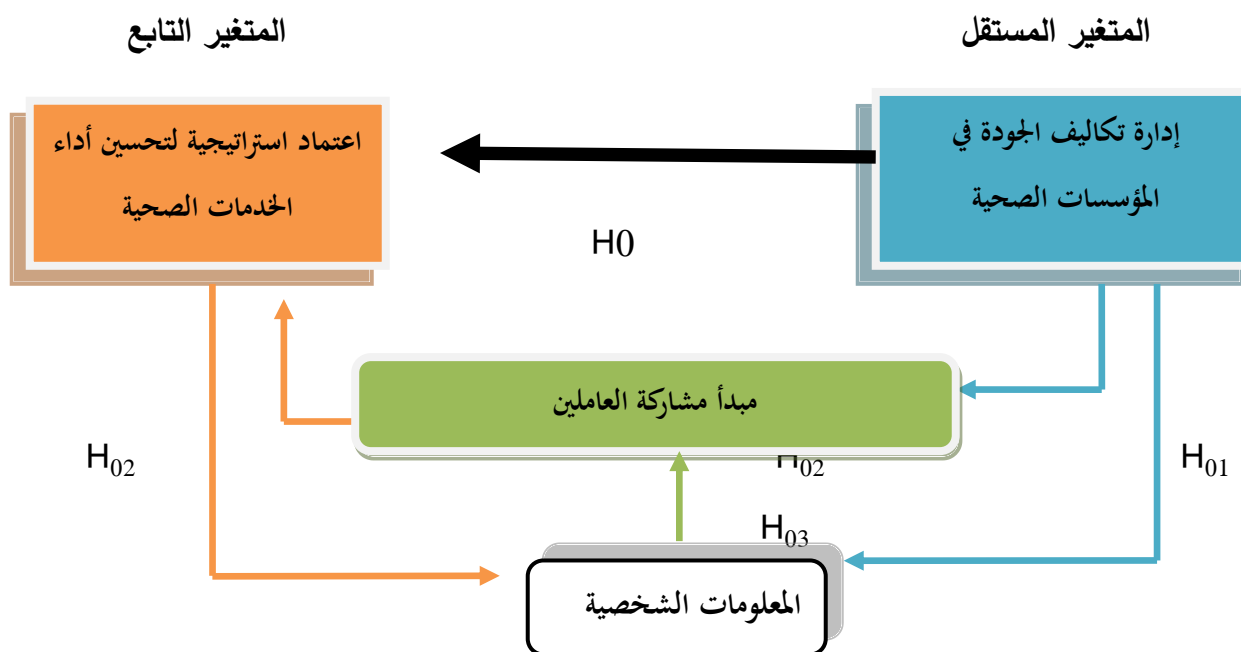 المتغير المستقل
المتغير التابع
إدارة تكاليف الجودة في
المؤسسات الصحية
اعتماد استراتيجية لتحسين أداء
الخدمات الصحية
H0
مبدأ مشاركة العاملين
H01
H02
H02
H03
المعلومات الشخصية